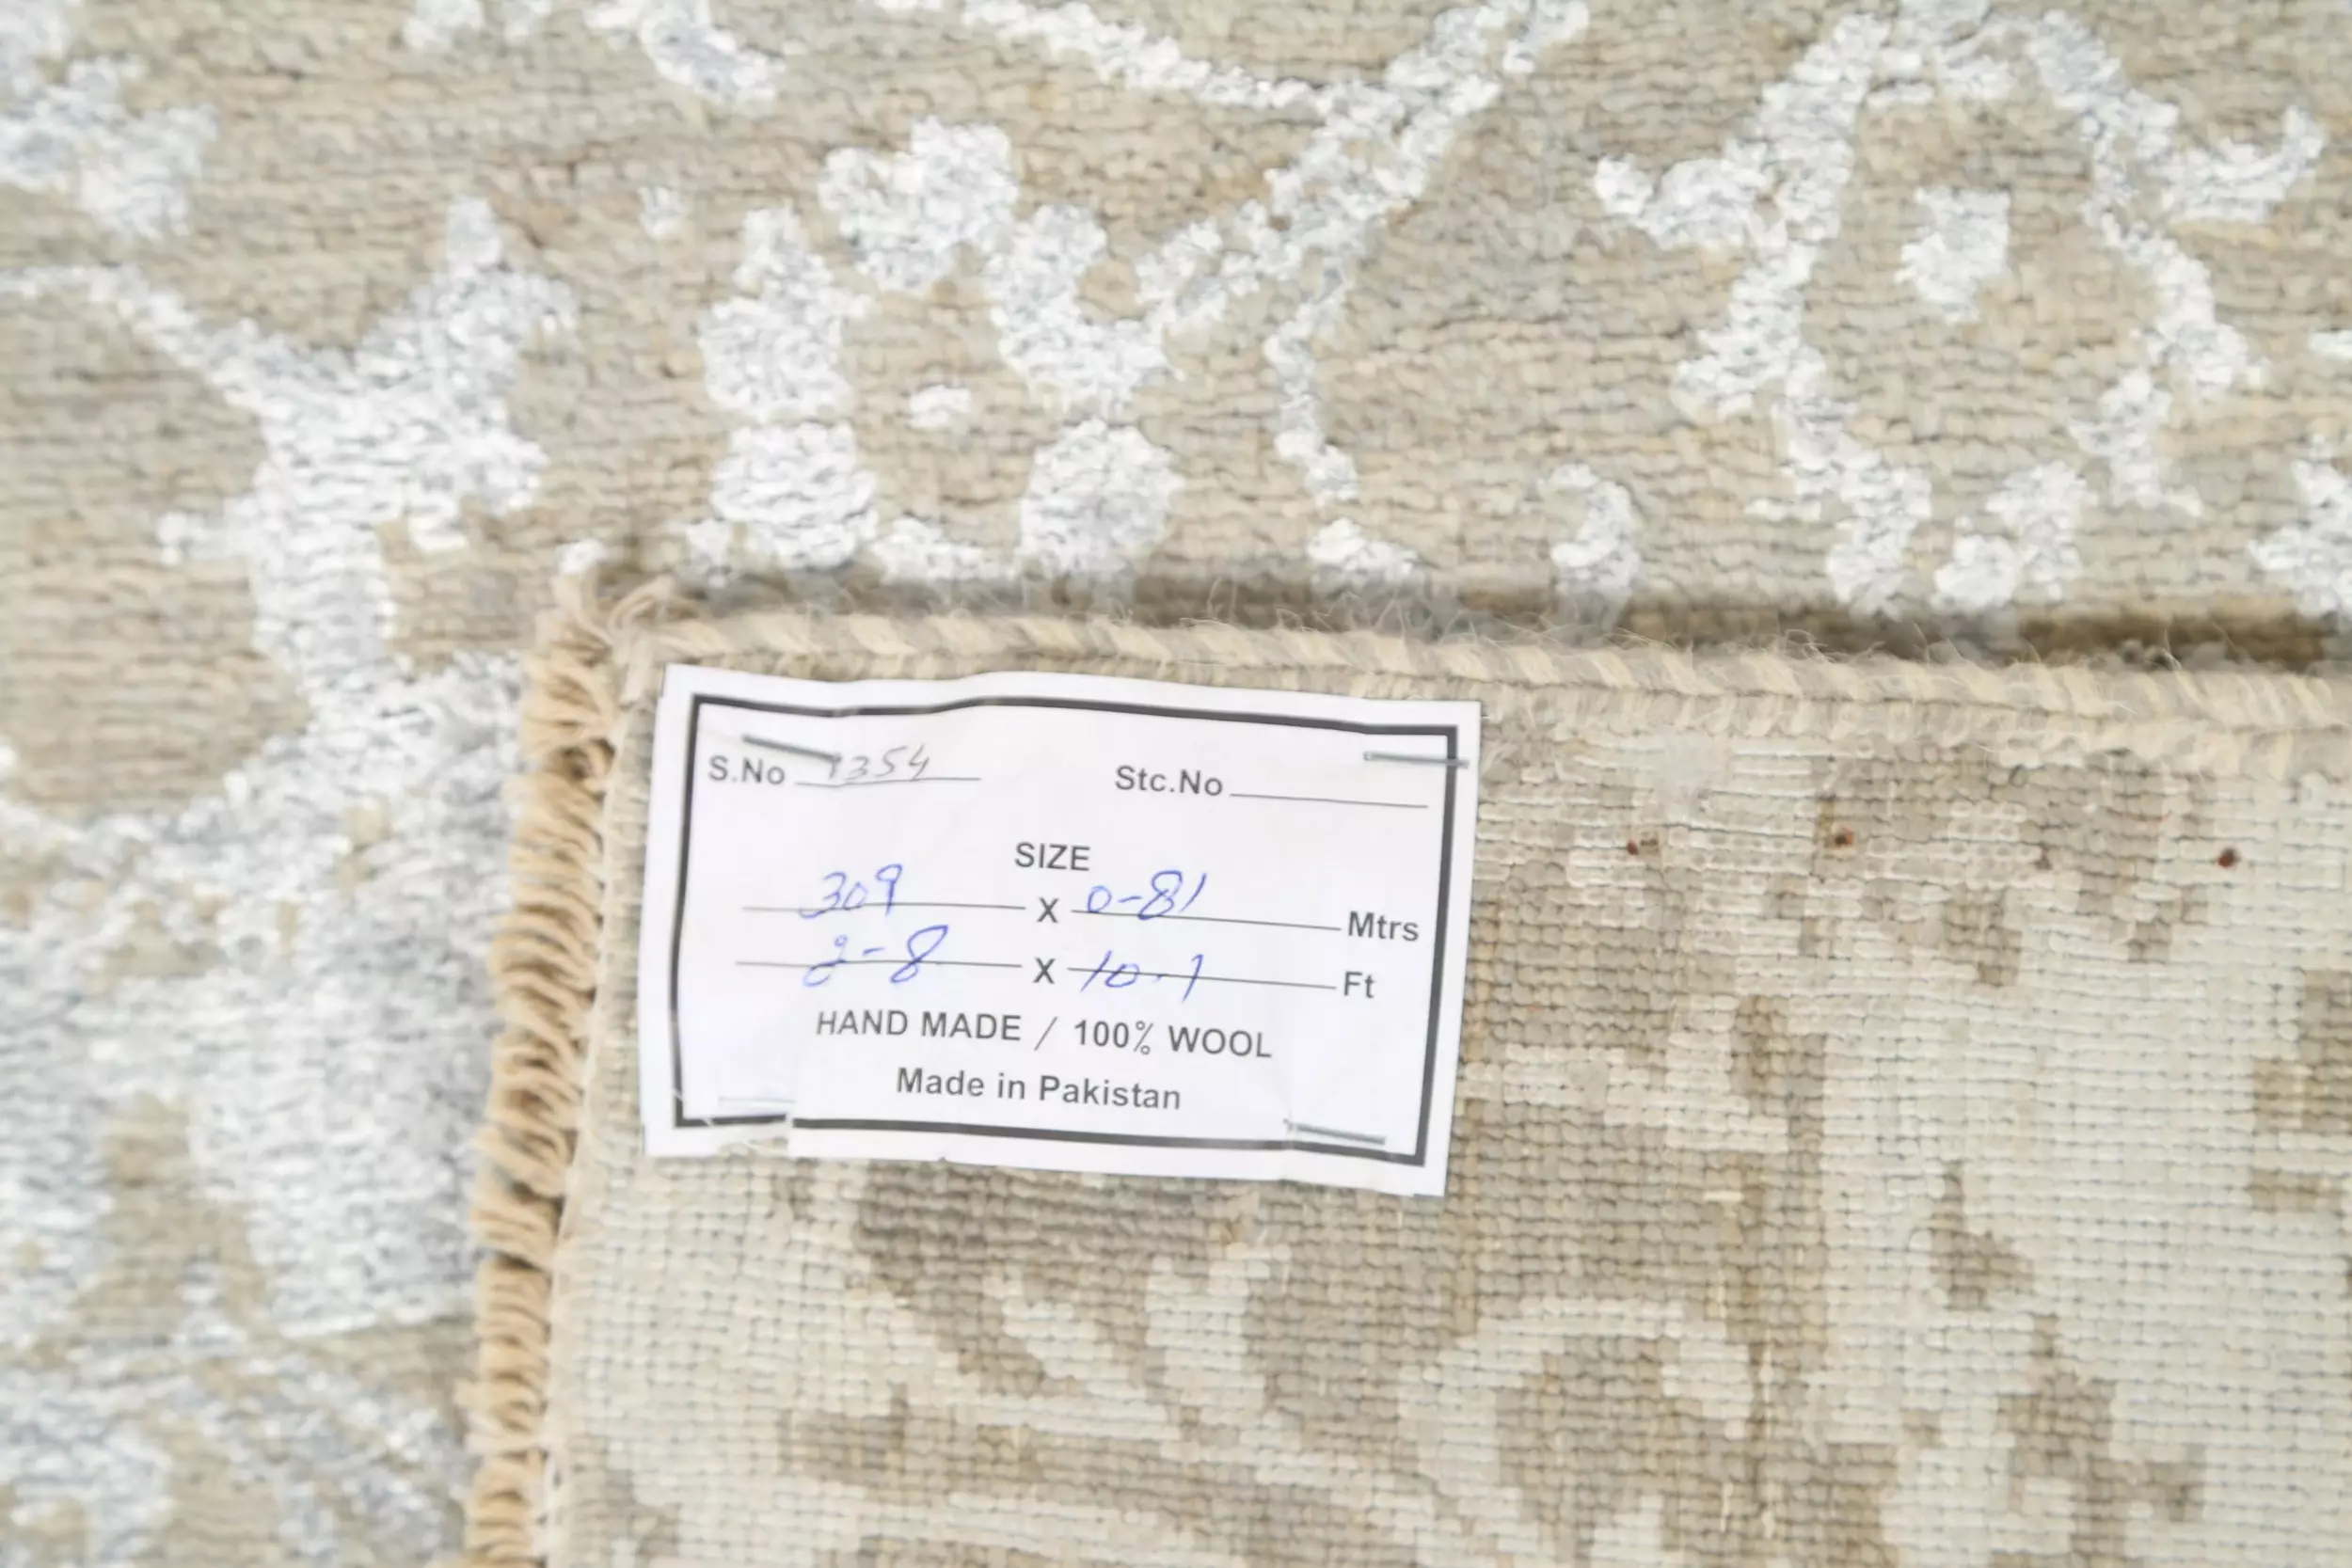 S.No 1354 Stc.No
SIZE
309 X 0-81 Mtrs
2-8 X 10-1 Ft
HAND MADE / 100% WOOL
Made in Pakistan